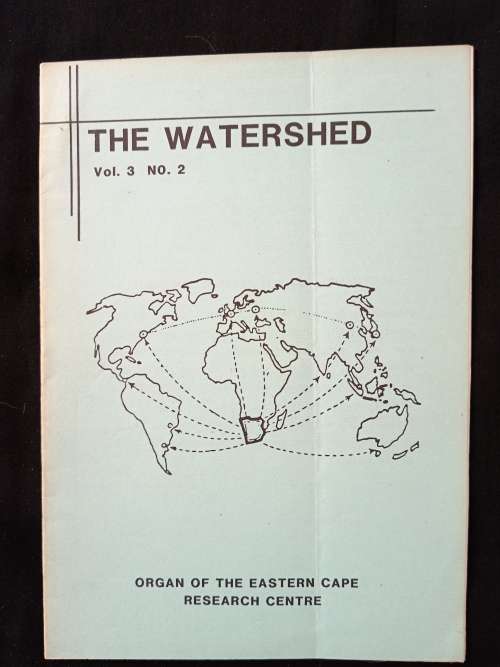 THE WATERSHED
Vol. 3 NO. 2
ORGAN OF THE EASTERN CAPE
RESEARCH CENTRE